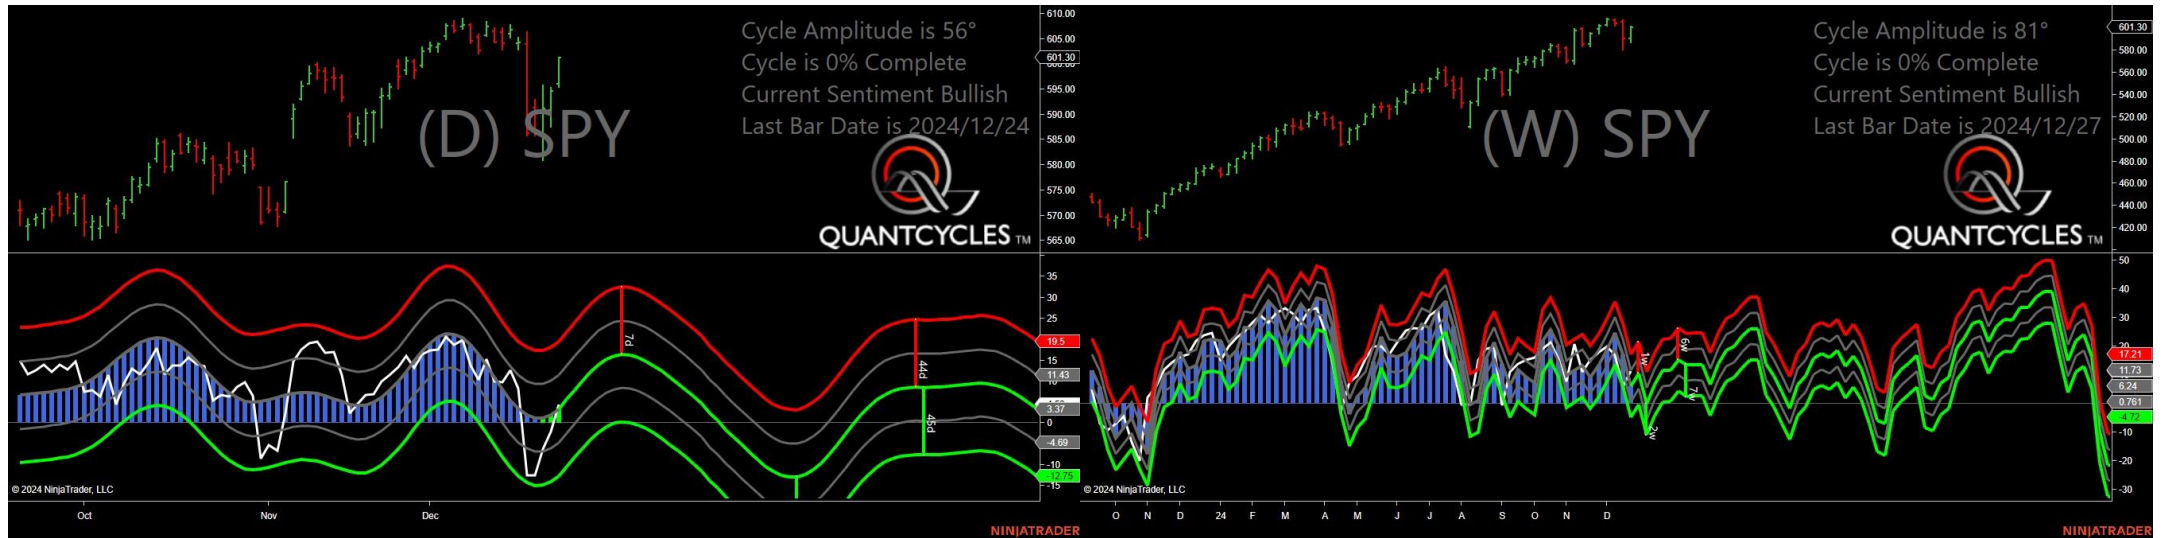 Cycle Amplitude is 56°
Cycle is 0% Complete
Current Sentiment Bullish
Last Bar Date is 2024/12/24
(D) SPY
QUANTCYCLES TM
610.00
605.00
601.30
595.00
590.00
585.00
580.00
575.00
570.00
565.00
7d
44d
45d
35
30
25
19.5
15
11.43
3.37
0
-4.69
-10
-12.75
-15
© 2024 NinjaTrader, LLC
Oct
Nov
Dec
NINJATRADER
Cycle Amplitude is 81°
Cycle is 0% Complete
Current Sentiment Bullish
Last Bar Date is 2024/12/27
(W) SPY
QUANTCYCLES TM
601.30
580.00
560.00
540.00
520.00
500.00
480.00
460.00
440.00
420.00
1w
2w
6w
7w
50
40
30
20
17.21
11.73
6.24
0.761
-4.72
-10
-20
-30
© 2024 NinjaTrader, LLC
O N D 24 F M A M J J A S O N D
NINJATRADER